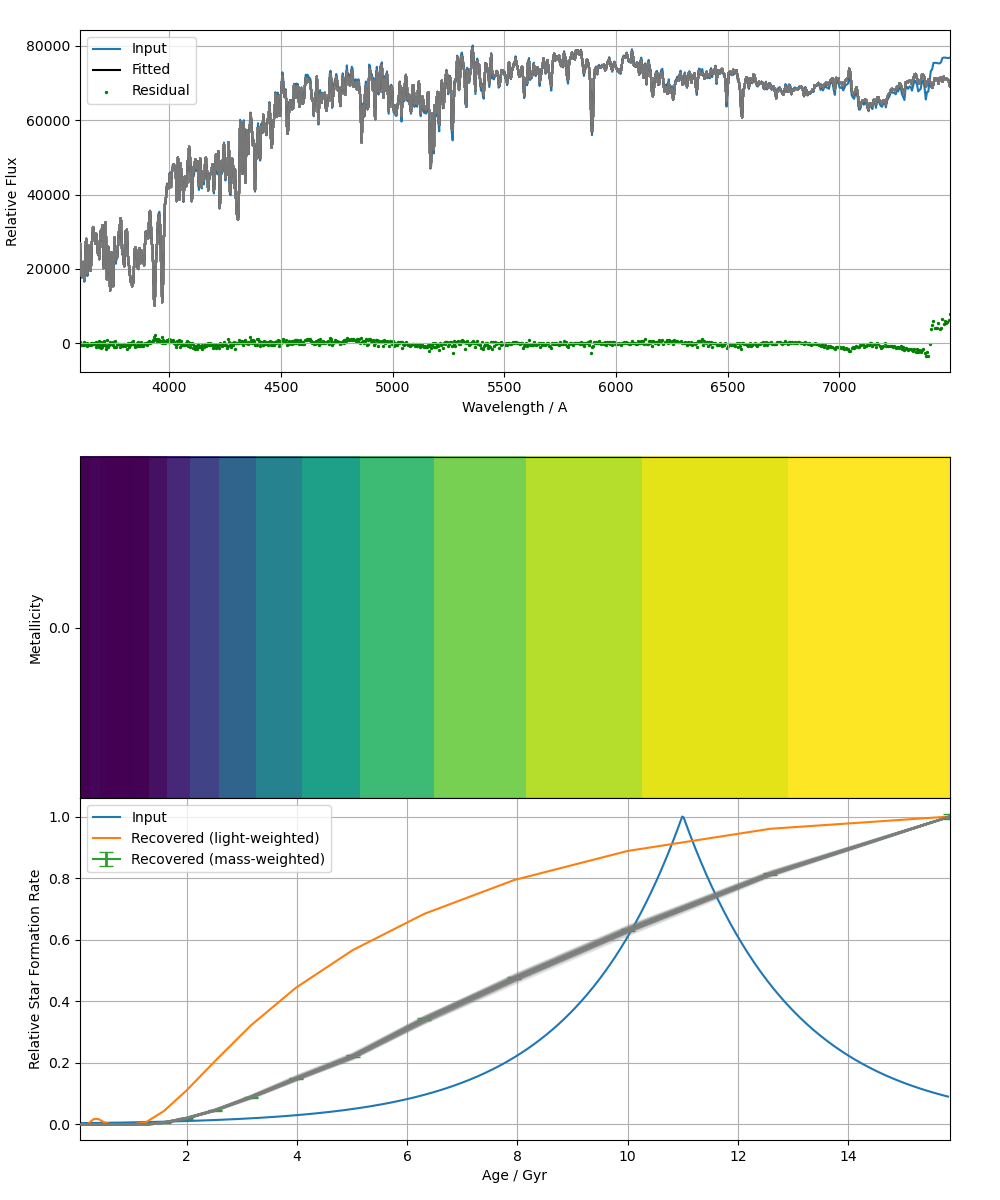 80000
60000
40000
20000
0
Relative Flux
Input
Fitted
Residual
4000 4500 5000 5500 6000 6500 7000
Wavelength / A
Metallicity
0.0
1.0
0.8
0.6
0.4
0.2
0.0
Relative Star Formation Rate
Input
Recovered (light-weighted)
Recovered (mass-weighted)
2 4 6 8 10 12 14
Age / Gyr